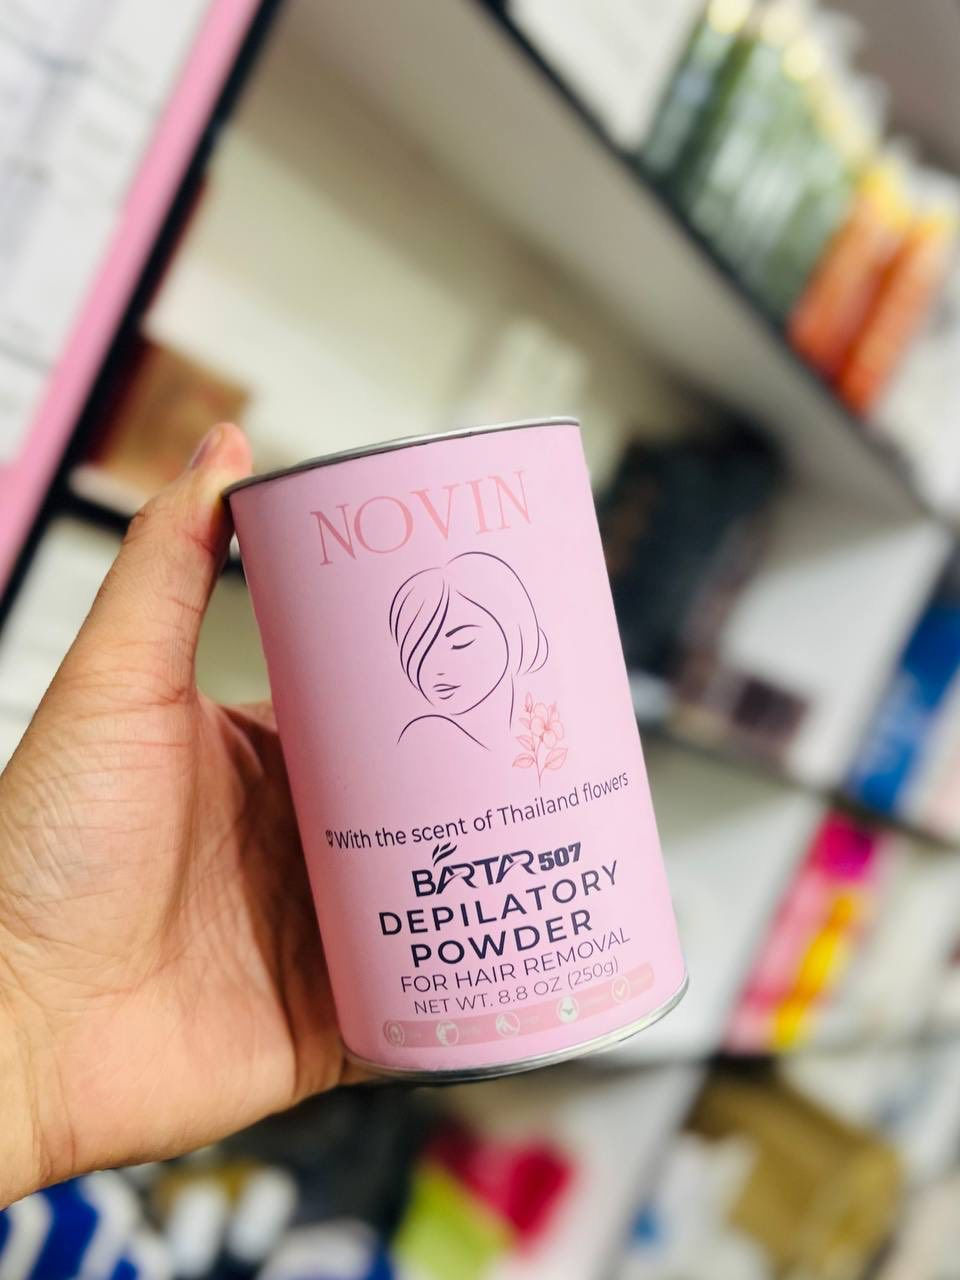 NOVIN
With the scent of Thailand flowers
BARTAR 507
DEPILATORY
POWDER
FOR HAIR REMOVAL
NET WT. 8.8 OZ (250g)